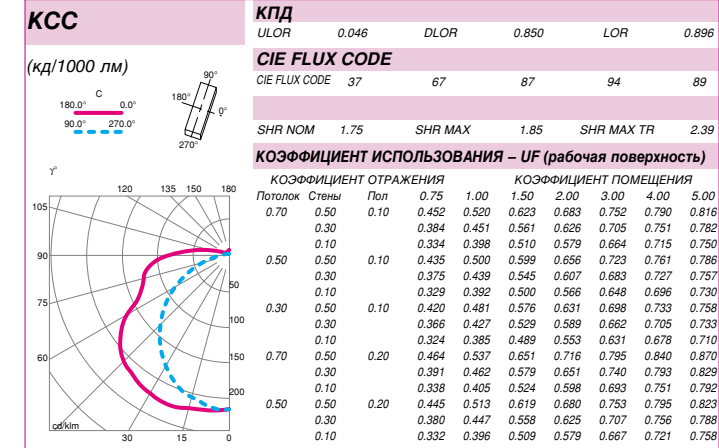 КСС
(кд/1000 лм)
C
180.0° 0.0°
90.0° 270.0°
90°
180°
0°
270°
γ°
120 135 150 180
105
90
75
60
50
100
150
200
cd/klm
30 15 0
КПД
ULOR 0.046 DLOR 0.850 LOR 0.896
CIE FLUX CODE
CIE FLUX CODE 37 67 87 94 89
SHR NOM 1.75 SHR MAX 1.85 SHR MAX TR 2.39
КОЭФФИЦИЕНТ ИСПОЛЬЗОВАНИЯ – UF (рабочая поверхность)
КОЭФФИЦИЕНТ ОТРАЖЕНИЯ КОЭФФИЦИЕНТ ПОМЕЩЕНИЯ
Потолок Стены Пол 0.75 1.00 1.50 2.00 3.00 4.00 5.00
0.70 0.50 0.10 0.452 0.520 0.623 0.683 0.752 0.790 0.816
0.30 0.384 0.451 0.561 0.626 0.705 0.751 0.782
0.10 0.334 0.398 0.510 0.579 0.664 0.715 0.750
0.50 0.50 0.10 0.435 0.500 0.599 0.656 0.723 0.761 0.786
0.30 0.375 0.439 0.545 0.607 0.683 0.727 0.757
0.10 0.329 0.392 0.500 0.566 0.648 0.696 0.730
0.30 0.50 0.10 0.420 0.481 0.576 0.631 0.698 0.733 0.758
0.30 0.366 0.427 0.529 0.589 0.662 0.705 0.733
0.10 0.324 0.385 0.489 0.553 0.631 0.678 0.710
0.70 0.50 0.20 0.464 0.537 0.651 0.716 0.795 0.840 0.870
0.30 0.391 0.462 0.579 0.651 0.740 0.793 0.829
0.10 0.338 0.405 0.524 0.598 0.693 0.751 0.792
0.50 0.50 0.20 0.445 0.513 0.619 0.680 0.753 0.795 0.823
0.30 0.380 0.447 0.558 0.625 0.707 0.756 0.788
0.10 0.332 0.396 0.509 0.579 0.667 0.721 0.758